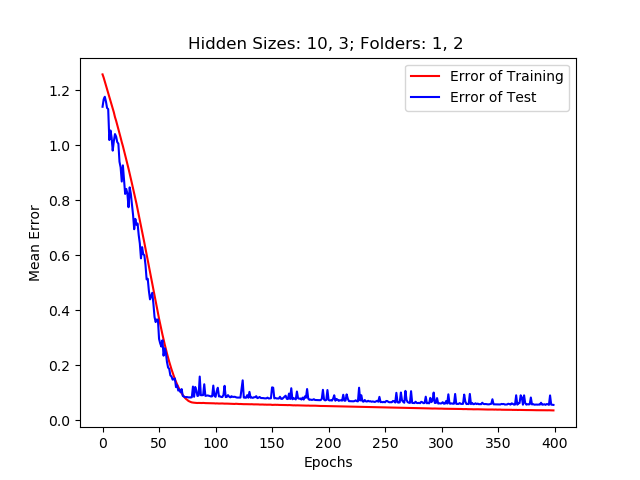 Hidden Sizes: 10, 3; Folders: 1, 2
Error of Training
Error of Test
Mean Error
1.2
1.0
0.8
0.6
0.4
0.2
0.0
0 50 100 150 200 250 300 350 400
Epochs